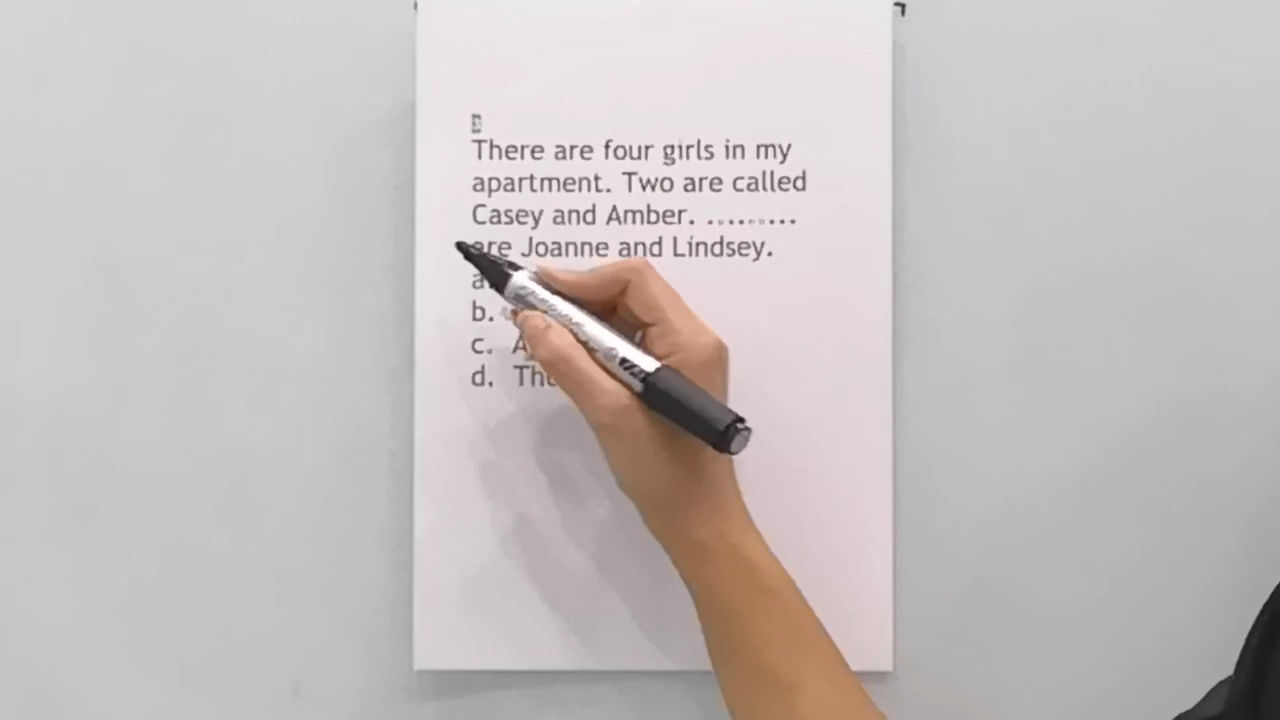 There are four girls in my
apartment. Two are called
Casey and Amber. .........
are Joanne and Lindsey.
a.
b.
c.
d.